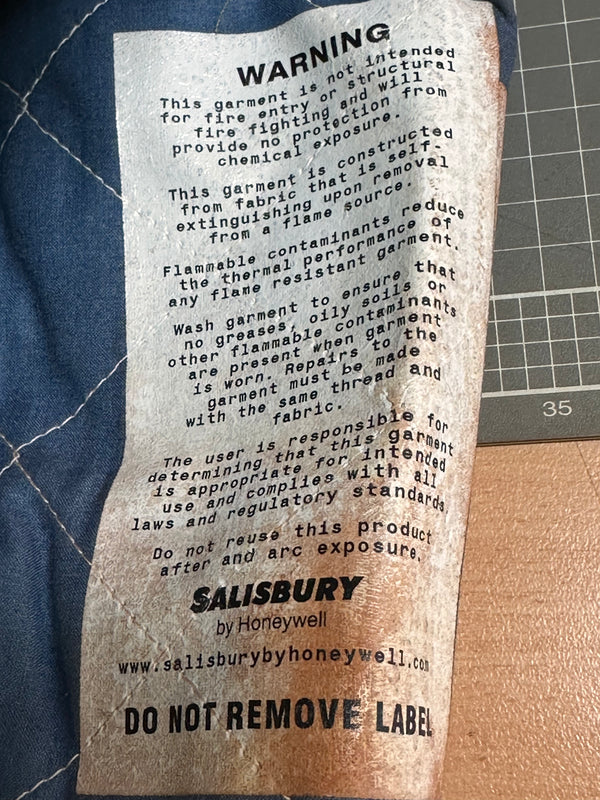 WARNING
This garment is not intended
for fire entry or structural
fire fighting and will
provide no protection from
chemical exposure.
This garment is constructed
from fabric that is self-
extinguishing upon removal
from a flame source.
Flammable contaminants reduce
the thermal performance of
any flame resistant garment.
Wash garment to ensure that
no greases, oily soils or
other flammable contaminants
are present when garment
is worn. Repairs to the
garment must be made
with the same thread and
fabric.
The user is responsible for
determining that this garment
is appropriate for intended
use and complies with all
laws and regulatory standards.
Do not reuse this product
after and arc exposure.
SALISBURY
by Honeywell
www.salisburybyhoneywell.com
DO NOT REMOVE LABEL
35